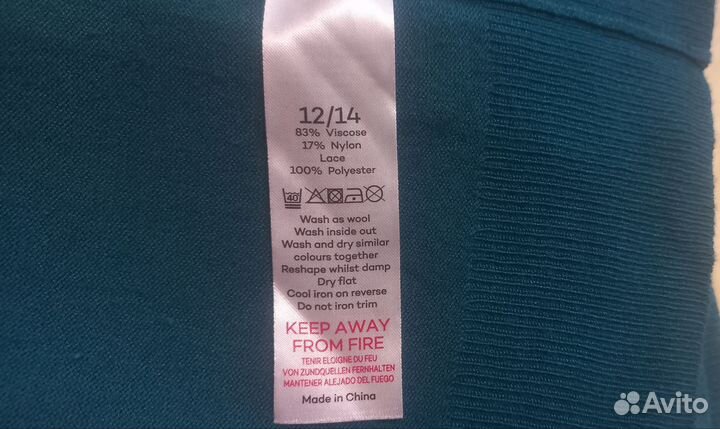 12/14
83% Viscose
17% Nylon
Lace
100% Polyester
40
Wash as wool
Wash inside out
Wash and dry similar
colours together
Reshape whilst damp
Dry flat
Cool iron on reverse
Do not iron trim
KEEP AWAY
FROM FIRE
TENIR ELOIGNE DU FEU
VON ZUNDQUELLEN FERNHALTEN
MANTENER ALEJADO DEL FUEGO
Made in China
Avito